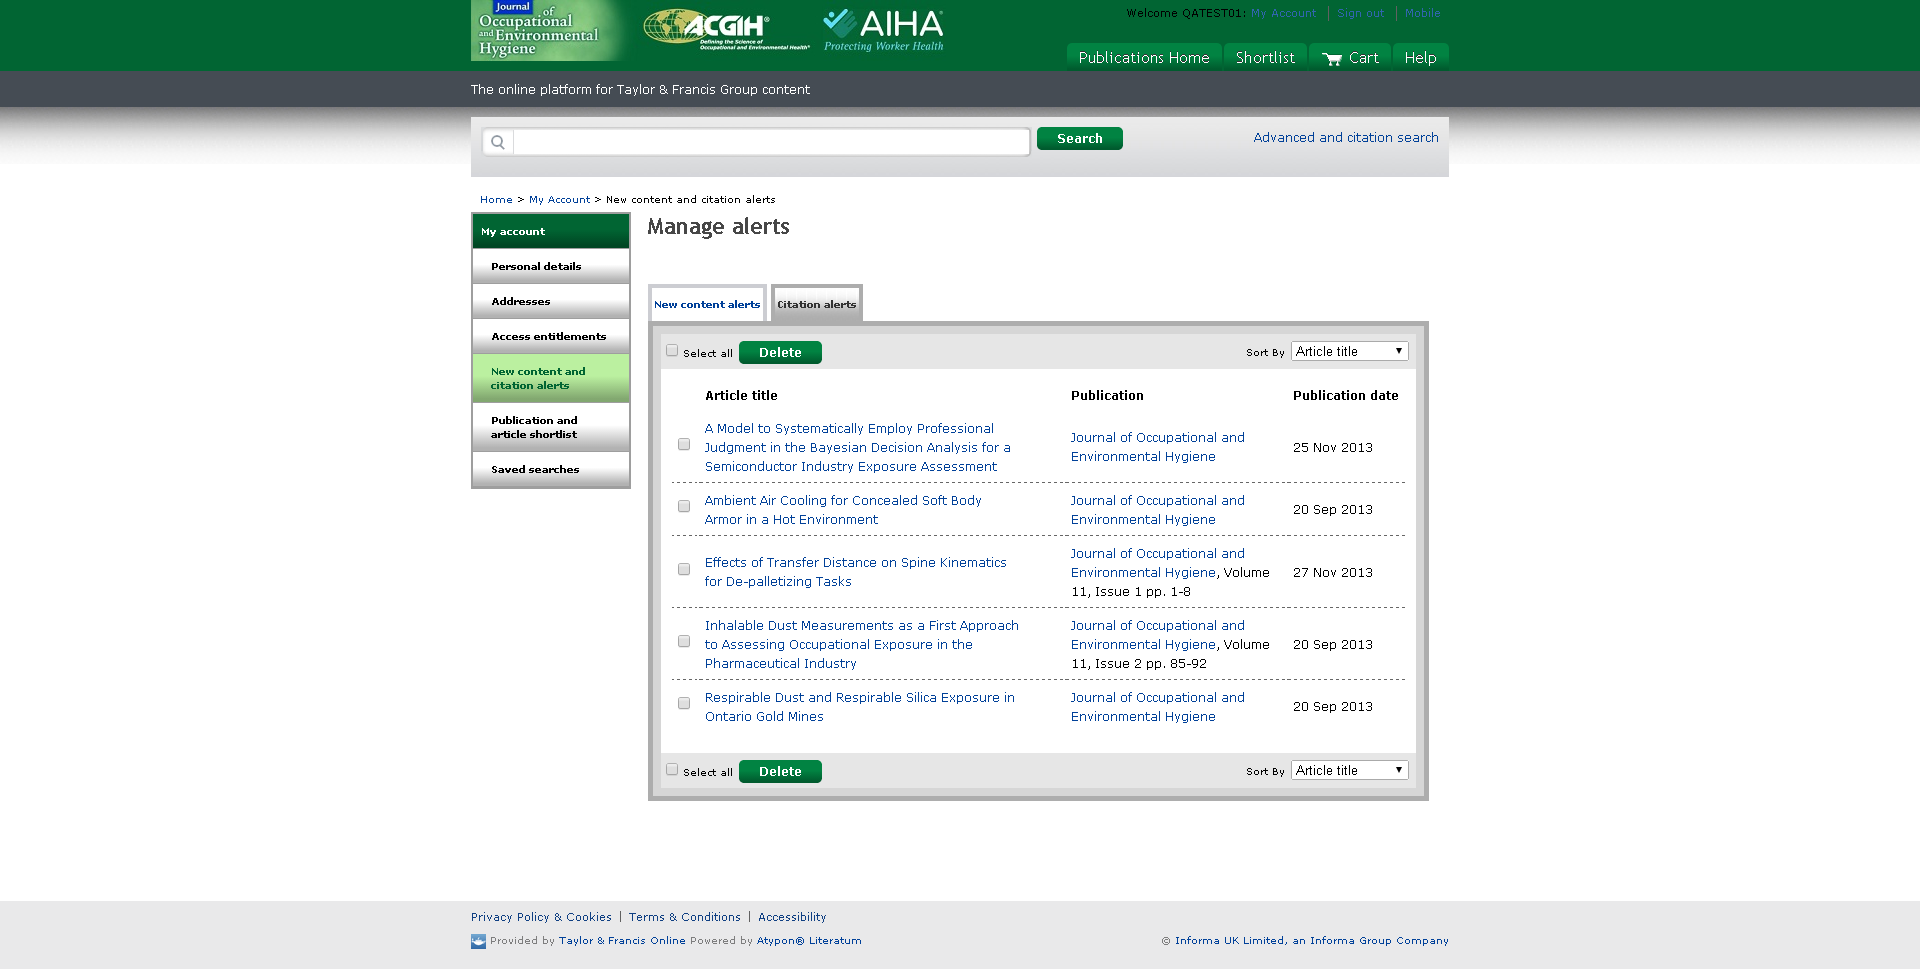 Journal of
Occupational
and Environmental
Hygiene
ACGIH®
Defining the Science of
Occupational and Environmental Health®
AIHA®
Protecting Worker Health
Welcome QATEST01: My Account | Sign out | Mobile
Publications Home
Shortlist
Cart
Help
The online platform for Taylor & Francis Group content
Search
Advanced and citation search
Home > My Account > New content and citation alerts
My account
Personal details
Addresses
Access entitlements
New content and
citation alerts
Publication and
article shortlist
Saved searches
Manage alerts
New content alerts
Citation alerts
Select all
Delete
Sort By
Article title
Article title
Publication
Publication date
A Model to Systematically Employ Professional
Judgment in the Bayesian Decision Analysis for a
Semiconductor Industry Exposure Assessment
Journal of Occupational and
Environmental Hygiene
25 Nov 2013
Ambient Air Cooling for Concealed Soft Body
Armor in a Hot Environment
Journal of Occupational and
Environmental Hygiene
20 Sep 2013
Effects of Transfer Distance on Spine Kinematics
for De-palletizing Tasks
Journal of Occupational and
Environmental Hygiene, Volume
11, Issue 1 pp. 1-8
27 Nov 2013
Inhalable Dust Measurements as a First Approach
to Assessing Occupational Exposure in the
Pharmaceutical Industry
Journal of Occupational and
Environmental Hygiene, Volume
11, Issue 2 pp. 85-92
20 Sep 2013
Respirable Dust and Respirable Silica Exposure in
Ontario Gold Mines
Journal of Occupational and
Environmental Hygiene
20 Sep 2013
Select all
Delete
Sort By
Article title
Privacy Policy & Cookies | Terms & Conditions | Accessibility
Provided by Taylor & Francis Online Powered by Atypon® Literatum
© Informa UK Limited, an Informa Group Company